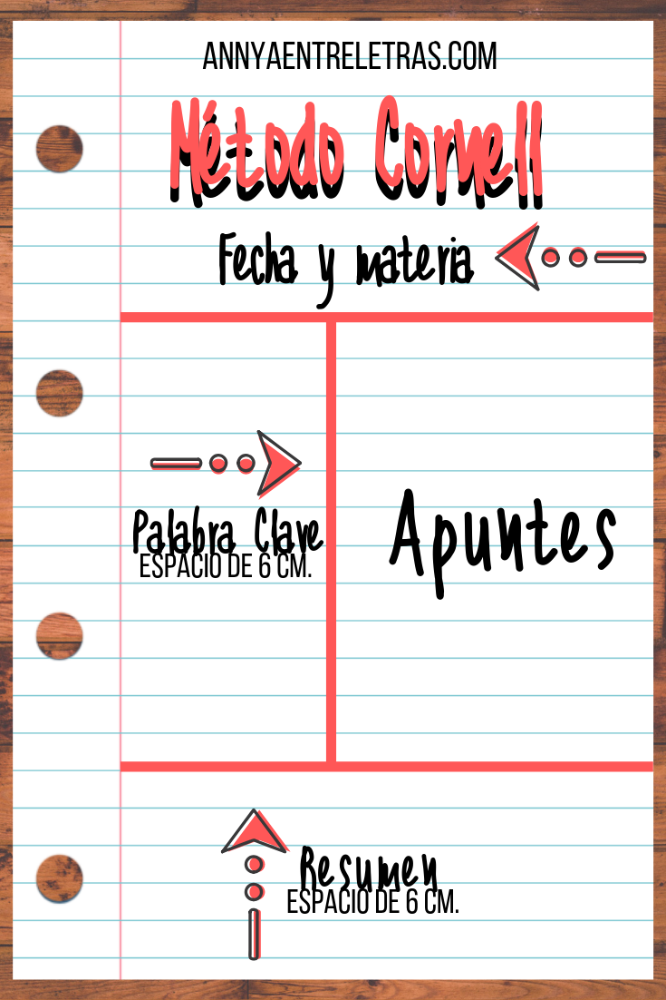 ANNYAENTRELETRAS.COM
Método Cornell
Fecha y materia
Palabra Clave
ESPACIO DE 6 CM.
Apuntes
Resumen
ESPACIO DE 6 CM.